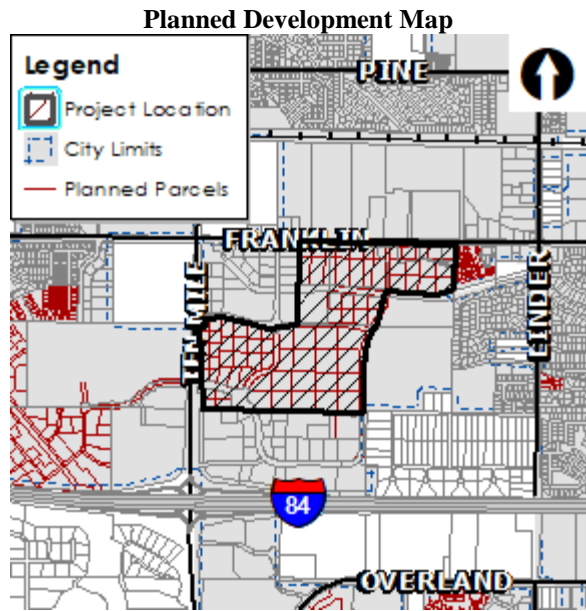 Planned Development Map
Legend
Project Location
City Limits
Planned Parcels
PINE
FRANKLIN
TEN MILE
LINDER
84
OVERLAND